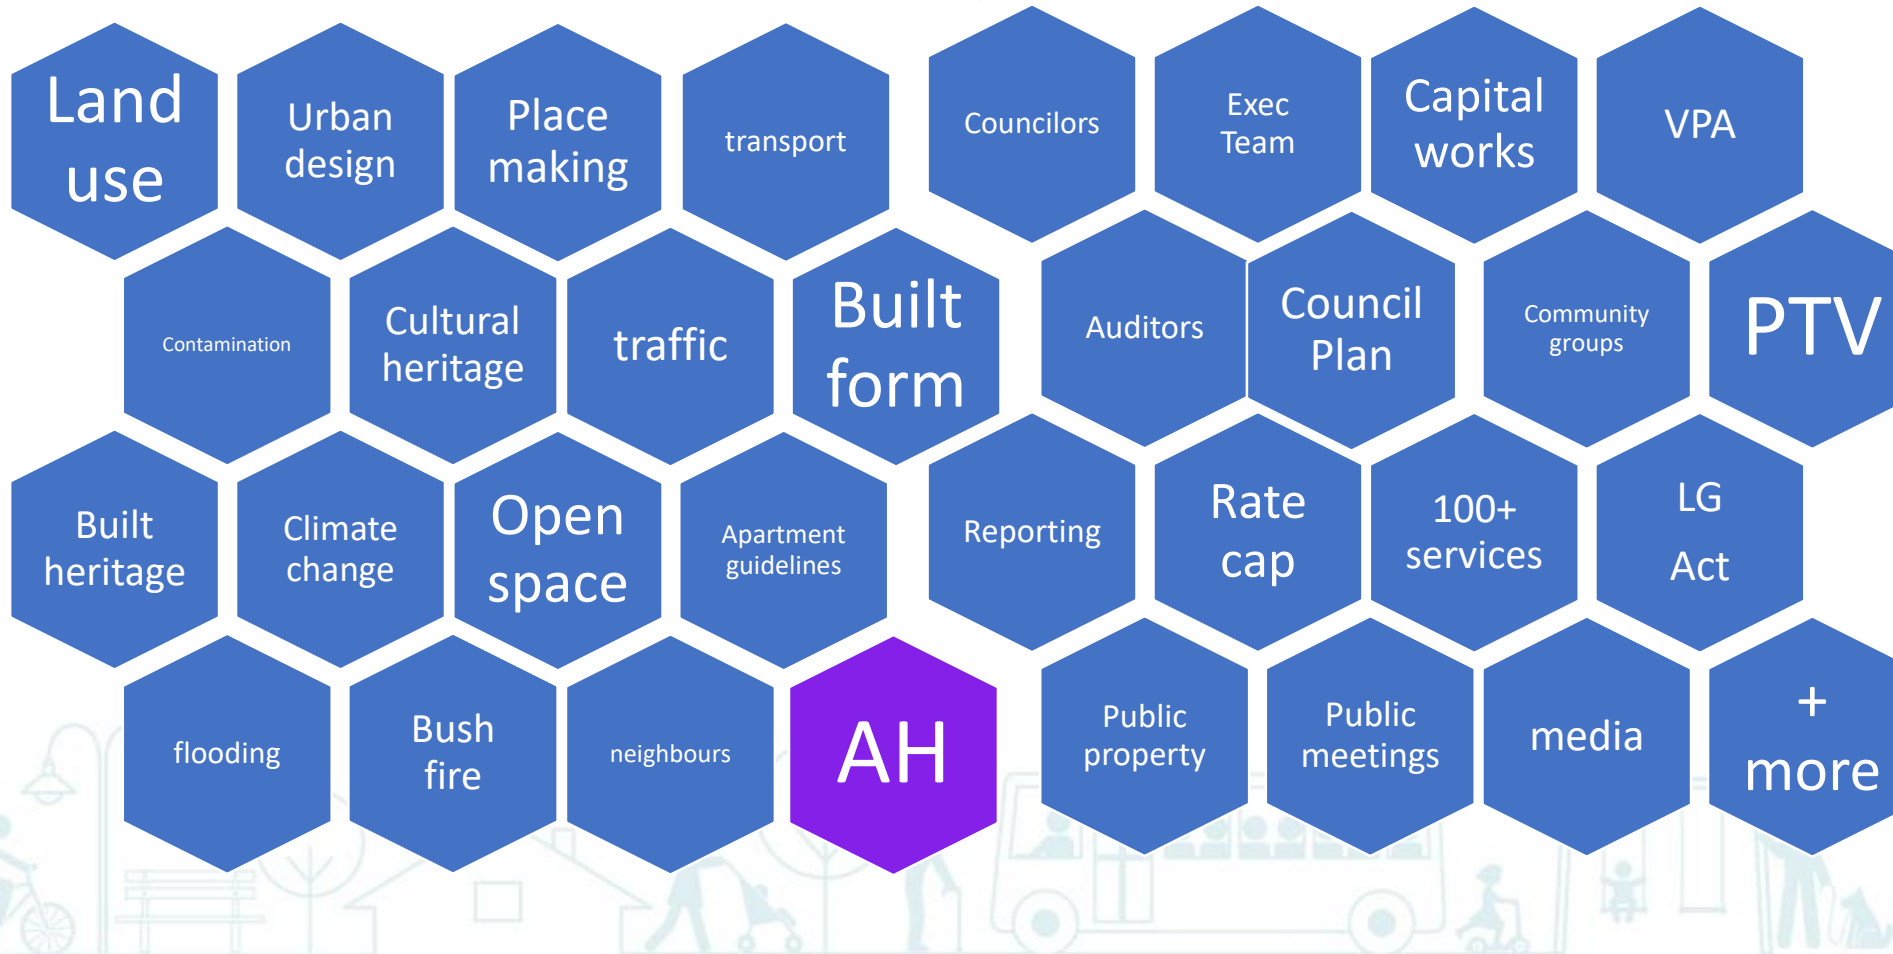 Land
use
Urban
design
Place
making
transport
Councilors
Exec
Team
Capital
works
VPA
Contamination
Cultural
heritage
traffic
Built
form
Auditors
Council
Plan
Community
groups
PTV
Built
heritage
Climate
change
Open
space
Apartment
guidelines
Reporting
Rate
cap
100+
services
LG
Act
flooding
Bush
fire
neighbours
AH
Public
property
Public
meetings
media
+
more